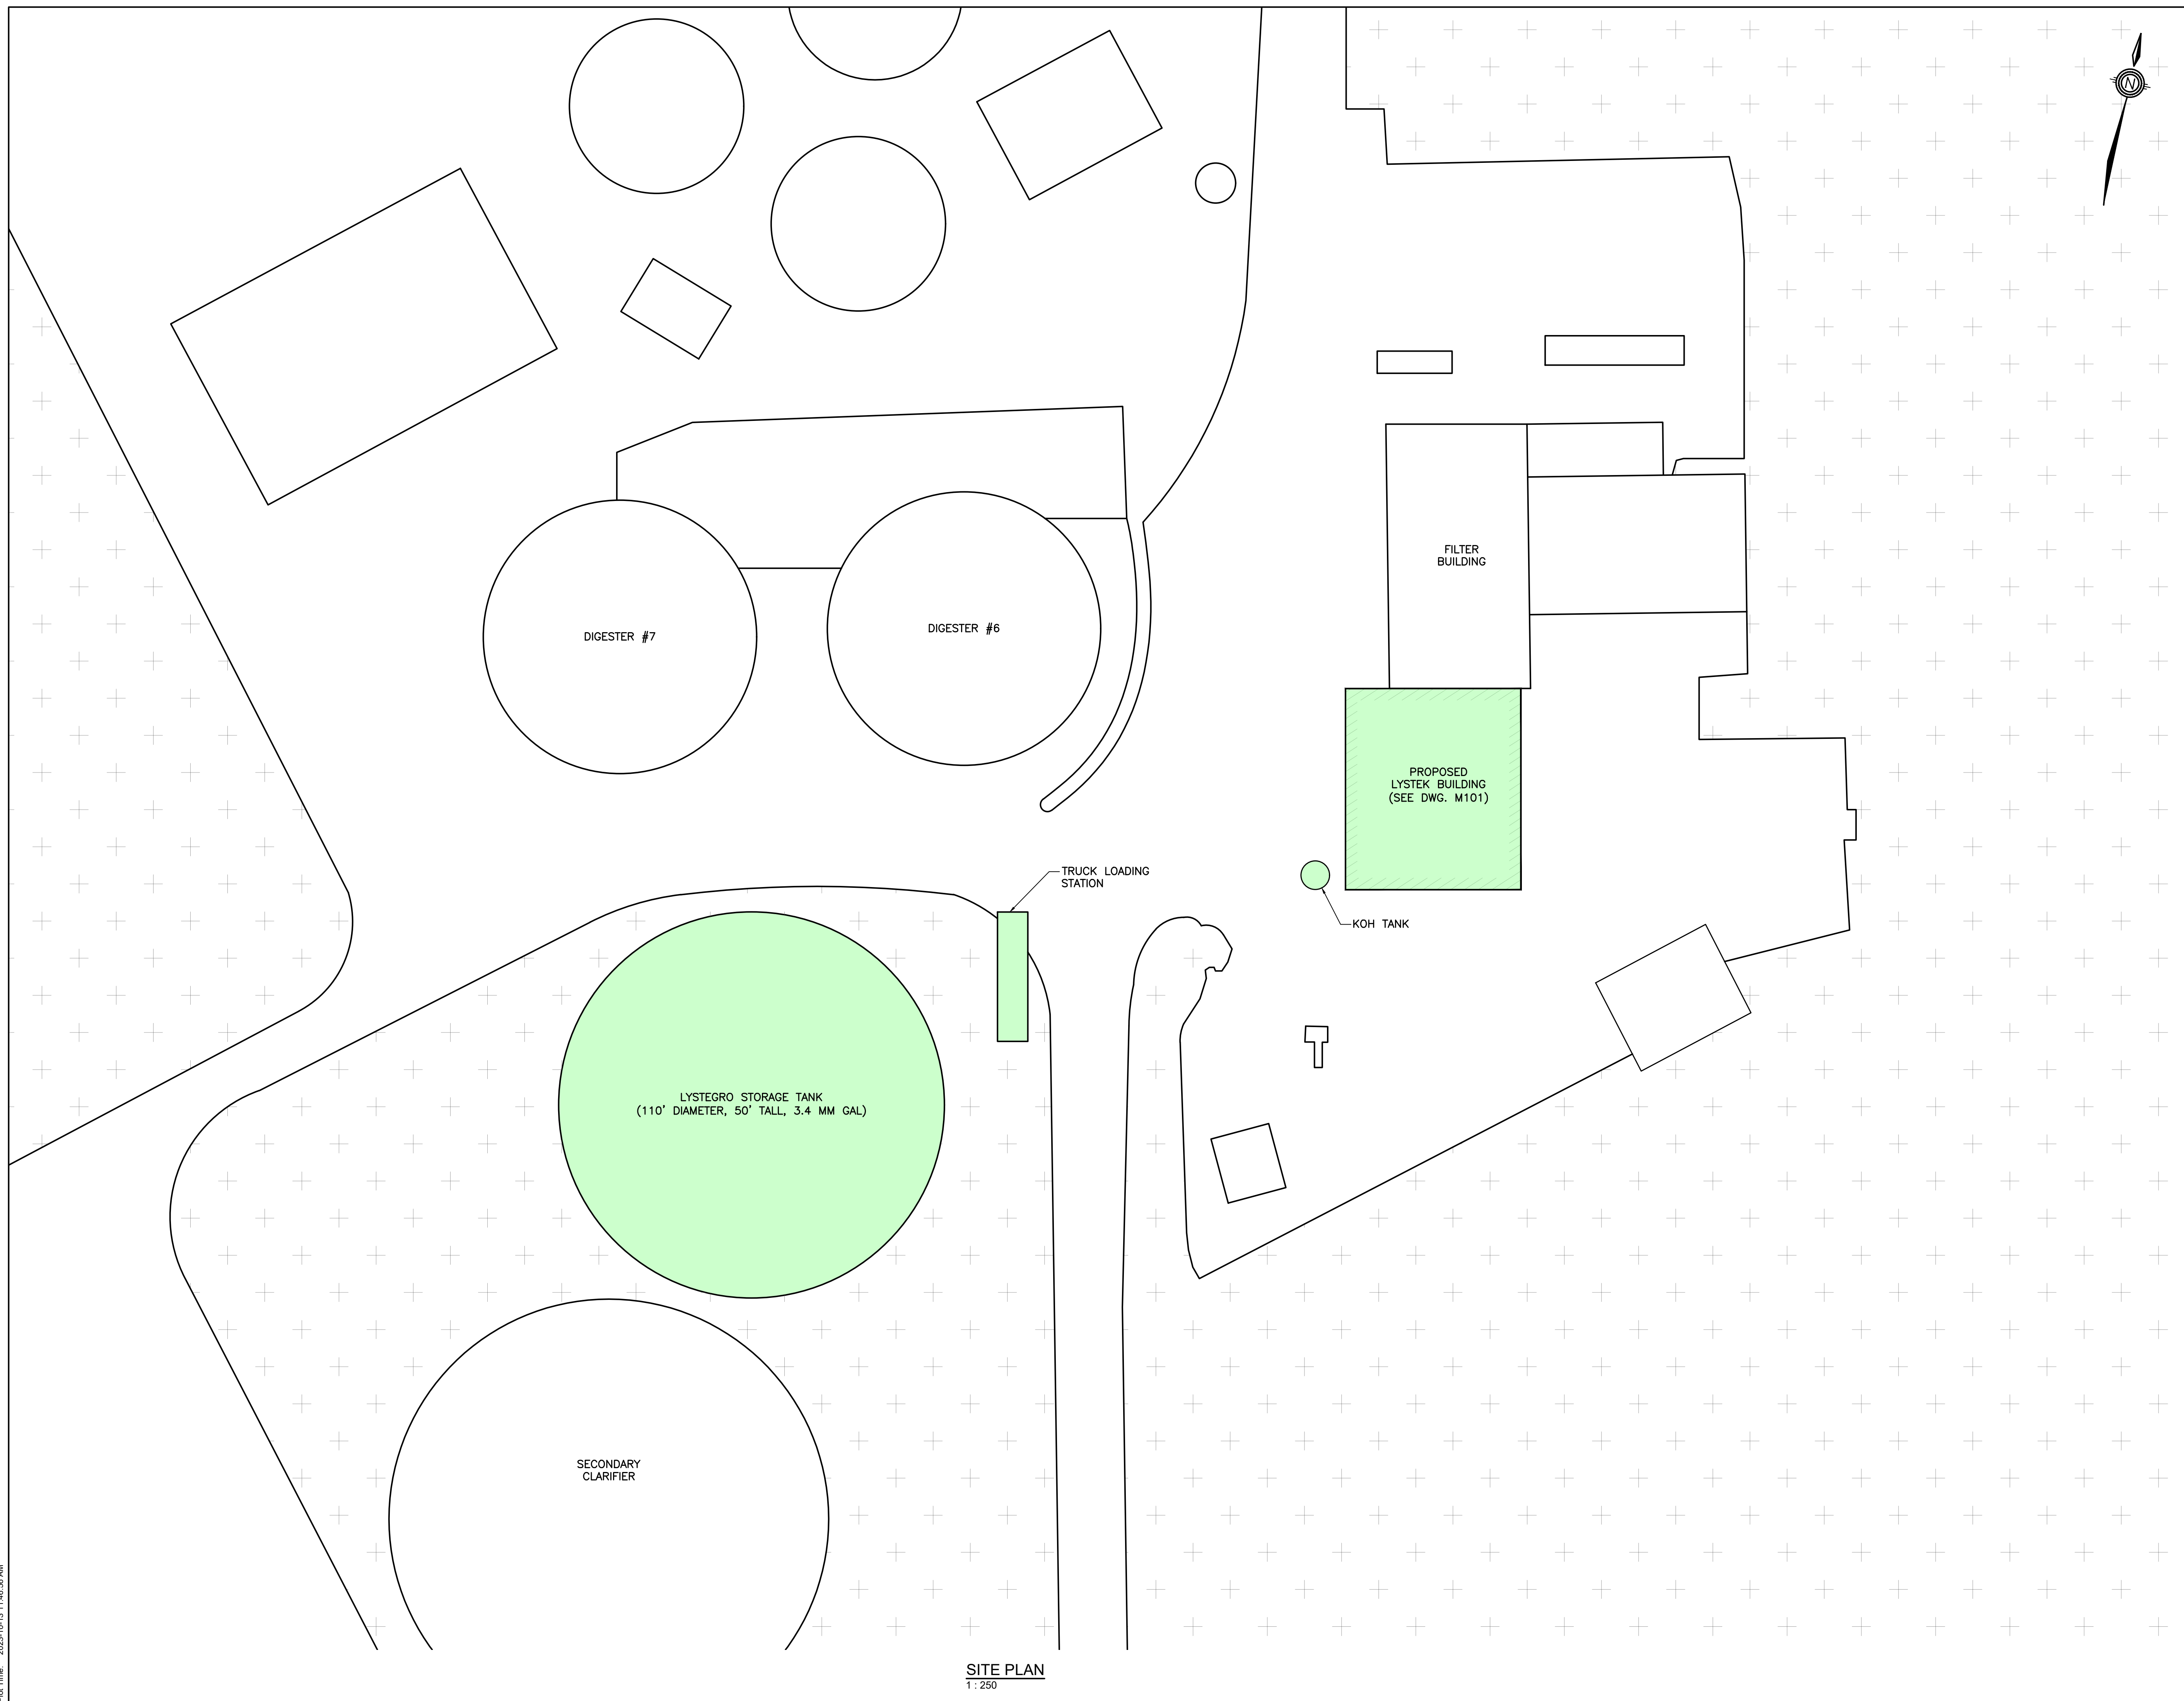 N
FILTER
BUILDING
DIGESTER #7
DIGESTER #6
PROPOSED
LYSTEK BUILDING
(SEE DWG. M101)
TRUCK LOADING
STATION
KOH TANK
LYSTEGRO STORAGE TANK
(110' DIAMETER, 50' TALL, 3.4 MM GAL)
SECONDARY
CLARIFIER
SITE PLAN
1 : 250